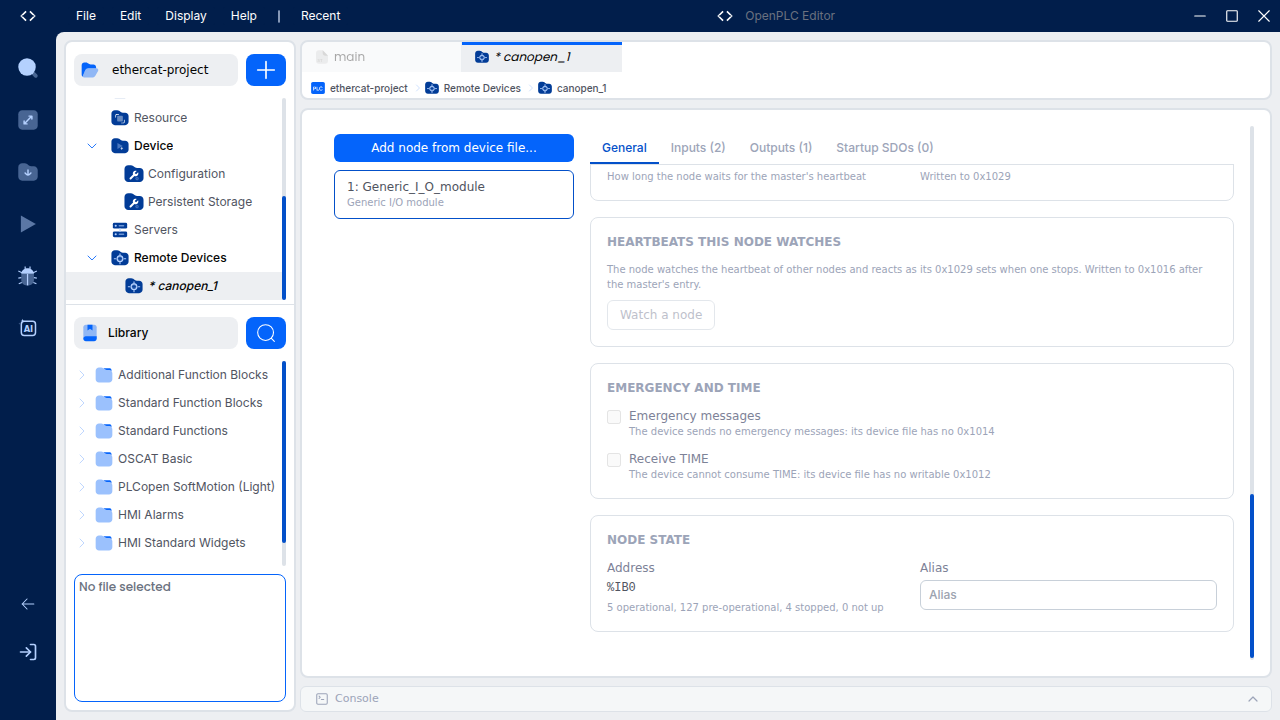 File Edit Display Help | Recent
OpenPLC Editor
ethercat-project
Resource
Device
Configuration
Persistent Storage
Servers
Remote Devices
* canopen_1
Library
Additional Function Blocks
Standard Function Blocks
Standard Functions
OSCAT Basic
PLCopen SoftMotion (Light)
HMI Alarms
HMI Standard Widgets
No file selected
main
* canopen_1
PLC ethercat-project Remote Devices canopen_1
Add node from device file...
1: Generic_I_O_module
Generic I/O module
General Inputs (2) Outputs (1) Startup SDOs (0)
How long the node waits for the master's heartbeat
Written to 0x1029
HEARTBEATS THIS NODE WATCHES
The node watches the heartbeat of other nodes and reacts as its 0x1029 sets when one stops. Written to 0x1016 after
the master's entry.
Watch a node
EMERGENCY AND TIME
Emergency messages
The device sends no emergency messages: its device file has no 0x1014
Receive TIME
The device cannot consume TIME: its device file has no writable 0x1012
NODE STATE
Address
%IB0
5 operational, 127 pre-operational, 4 stopped, 0 not up
Alias
Alias
Console
AI